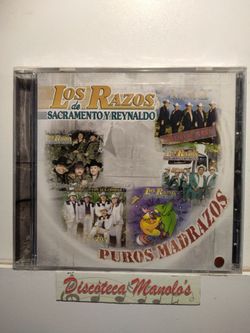 LOS RAZOS
de
SACRAMENTO Y REYNALDO
PUROS MADRAZOS
Discoteca Manolo's